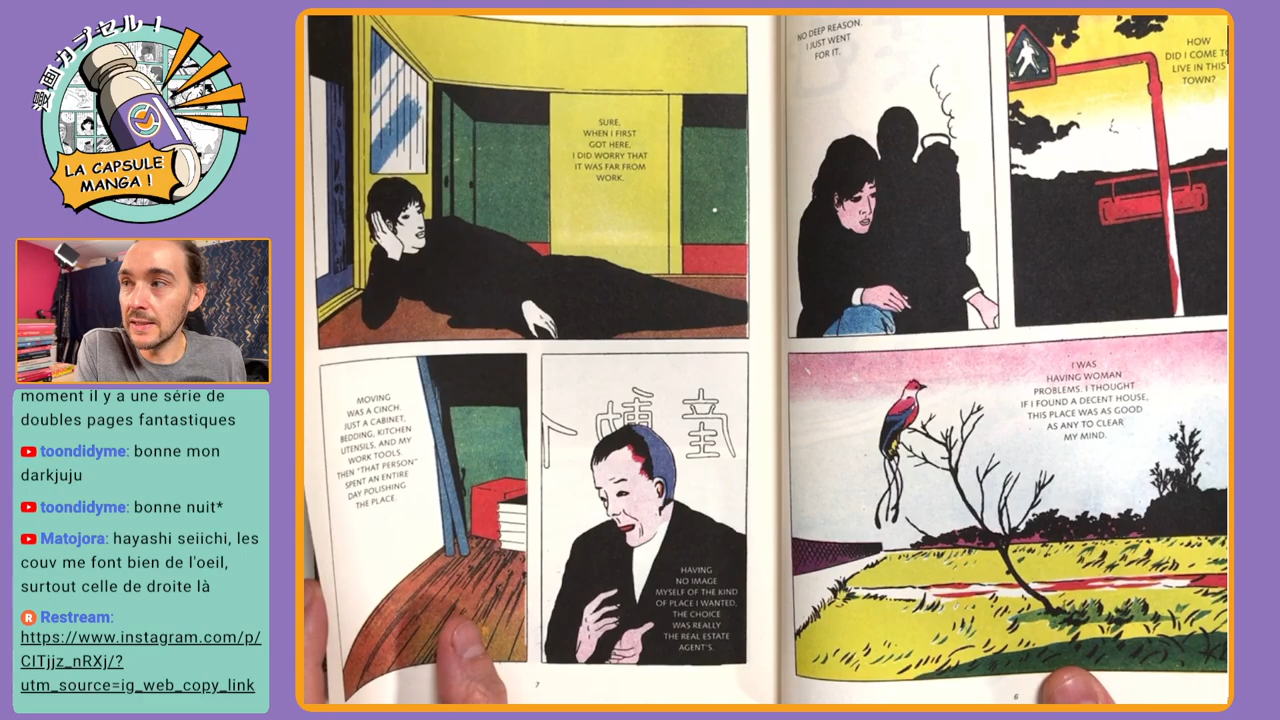 漫画カプセル！
LA CAPSULE
MANGA !
moment il y a une série de
doubles pages fantastiques
toondidyme: bonne mon
darkjuju
toondidyme: bonne nuit*
Matojora: hayashi seiichi, les
couv me font bien de l'oeil,
surtout celle de droite là
Restream:
https://www.instagram.com/p/
CITjjz_nRXj/?
utm_source=ig_web_copy_link
SURE,
WHEN I FIRST
GOT HERE,
I DID WORRY THAT
IT WAS FAR FROM
WORK.
NO DEEP REASON.
I JUST WENT
FOR IT.
HOW
DID I COME TO
LIVE IN THIS
TOWN?
MOVING
WAS A CINCH.
JUST A CABINET,
BEDDING, KITCHEN
UTENSILS, AND MY
WORK TOOLS.
THEN "THAT PERSON"
SPENT AN ENTIRE
DAY POLISHING
THE PLACE.
HAVING
NO IMAGE
MYSELF OF THE KIND
OF PLACE I WANTED,
THE CHOICE
WAS REALLY
THE REAL ESTATE
AGENT'S.
I WAS
HAVING WOMAN
PROBLEMS. I THOUGHT
IF I FOUND A DECENT HOUSE,
THIS PLACE WAS AS GOOD
AS ANY TO CLEAR
MY MIND.
7
6